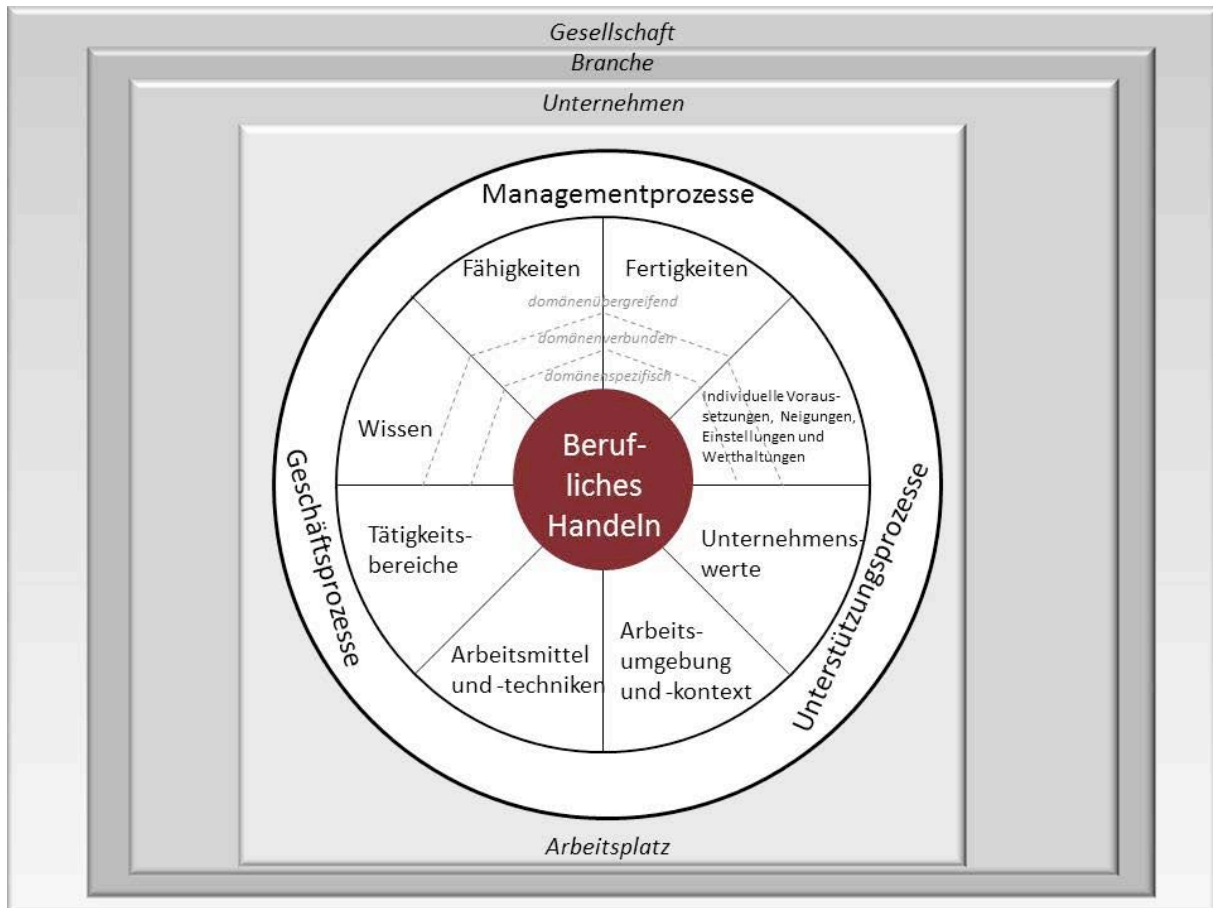 Gesellschaft
Branche
Unternehmen
Managementprozesse
Fähigkeiten
Fertigkeiten
domänenübergreifend
domänenverbunden
domänenspezifisch
Wissen
Individuelle Voraus-
setzungen, Neigungen,
Einstellungen und
Werthaltungen
Beruf-
liches
Handeln
Geschäftsprozesse
Tätigkeits-
bereiche
Unternehmens-
werte
Unterstützungsprozesse
Arbeitsmittel
und -techniken
Arbeits-
umgebung
und -kontext
Arbeitsplatz